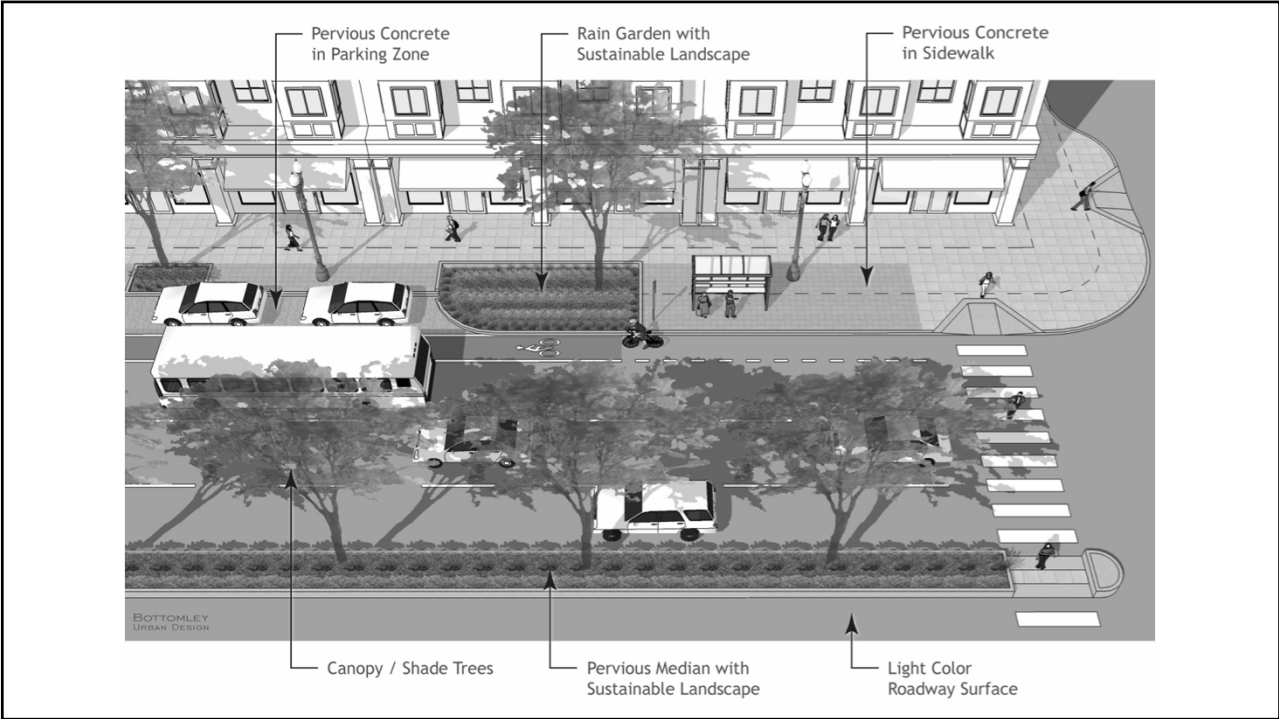 Pervious Concrete
in Parking Zone
Rain Garden with
Sustainable Landscape
Pervious Concrete
in Sidewalk
BOTTOMLEY
URBAN DESIGN
Canopy / Shade Trees
Pervious Median with
Sustainable Landscape
Light Color
Roadway Surface